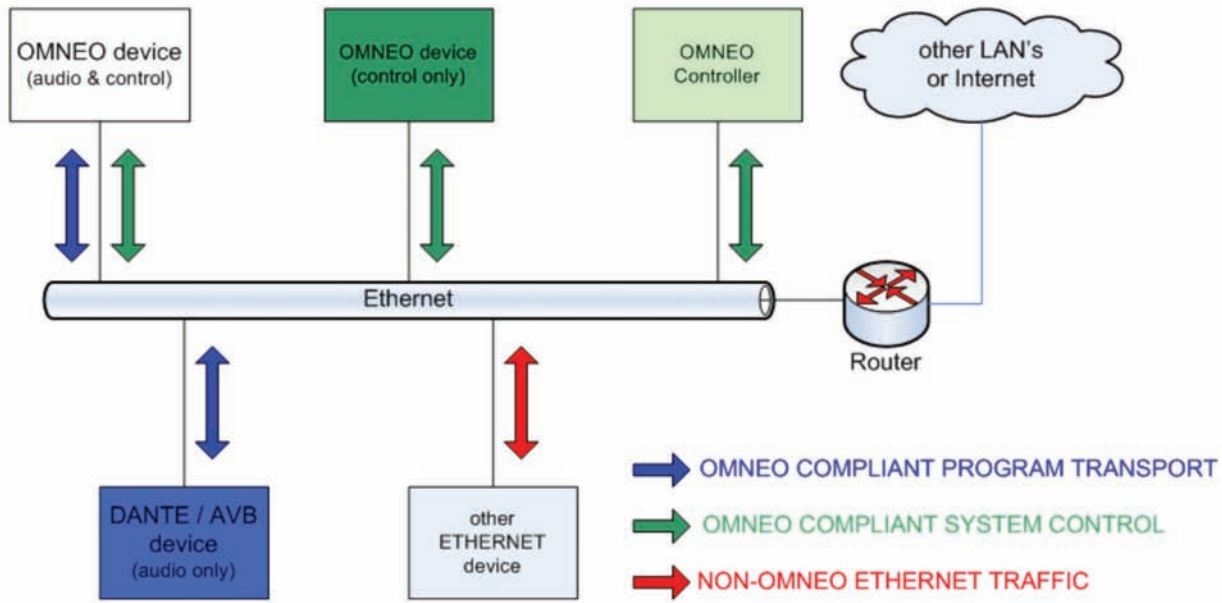 OMNEO device
(audio & control)
OMNEO device
(control only)
OMNEO
Controller
other LAN's
or Internet
Ethernet
Router
DANTE / AVB
device
(audio only)
other
ETHERNET
device
OMNEO COMPLIANT PROGRAM TRANSPORT
OMNEO COMPLIANT SYSTEM CONTROL
NON-OMNEO ETHERNET TRAFFIC